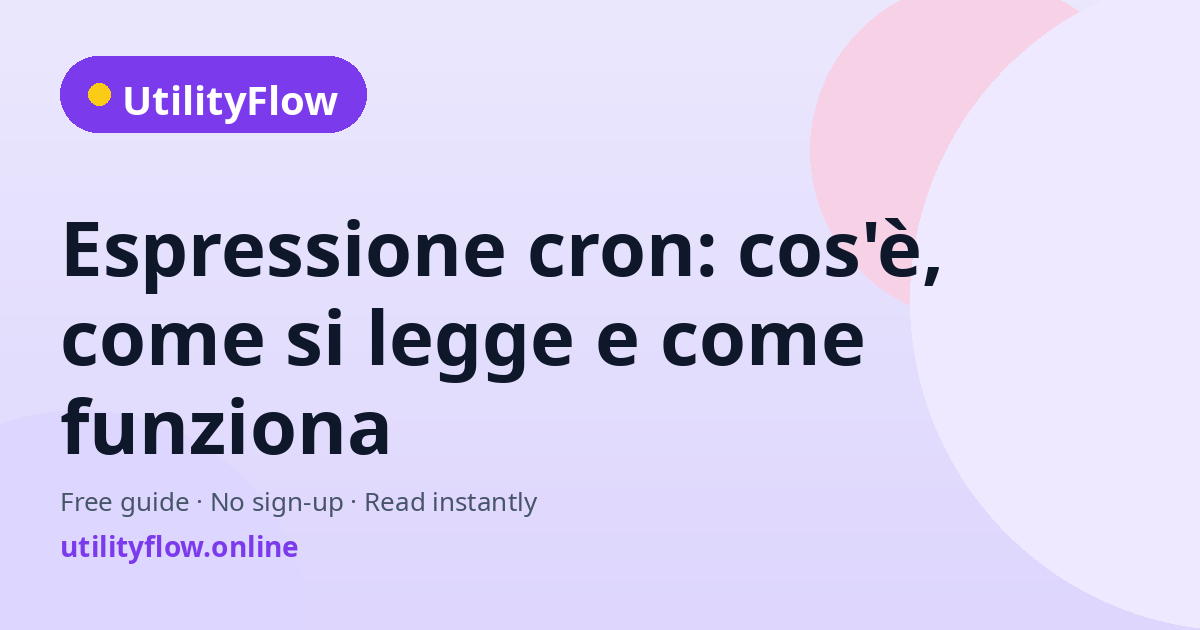 UtilityFlow
Espressione cron: cos'è,
come si legge e come
funziona
Free guide · No sign-up · Read instantly
utilityflow.online